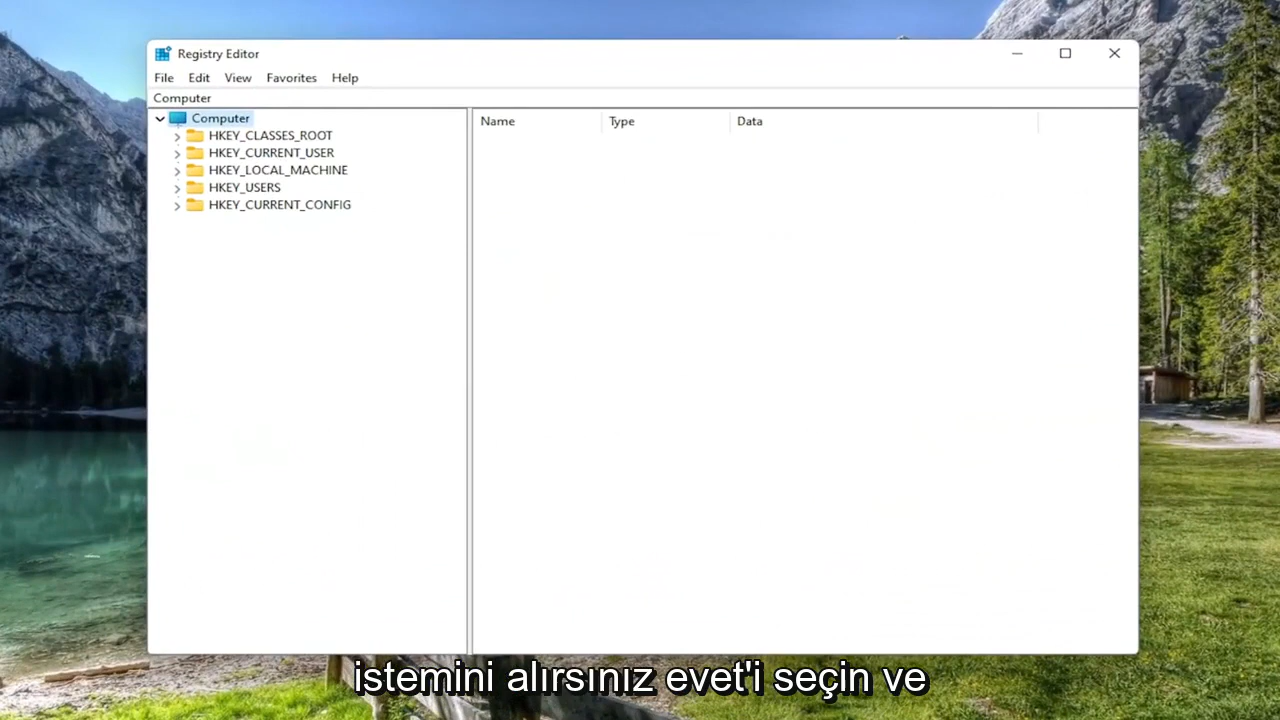 Registry Editor
File Edit View Favorites Help
Computer
Computer
HKEY_CLASSES_ROOT
HKEY_CURRENT_USER
HKEY_LOCAL_MACHINE
HKEY_USERS
HKEY_CURRENT_CONFIG
Name Type Data
istemini alırsınız evet'i seçin ve